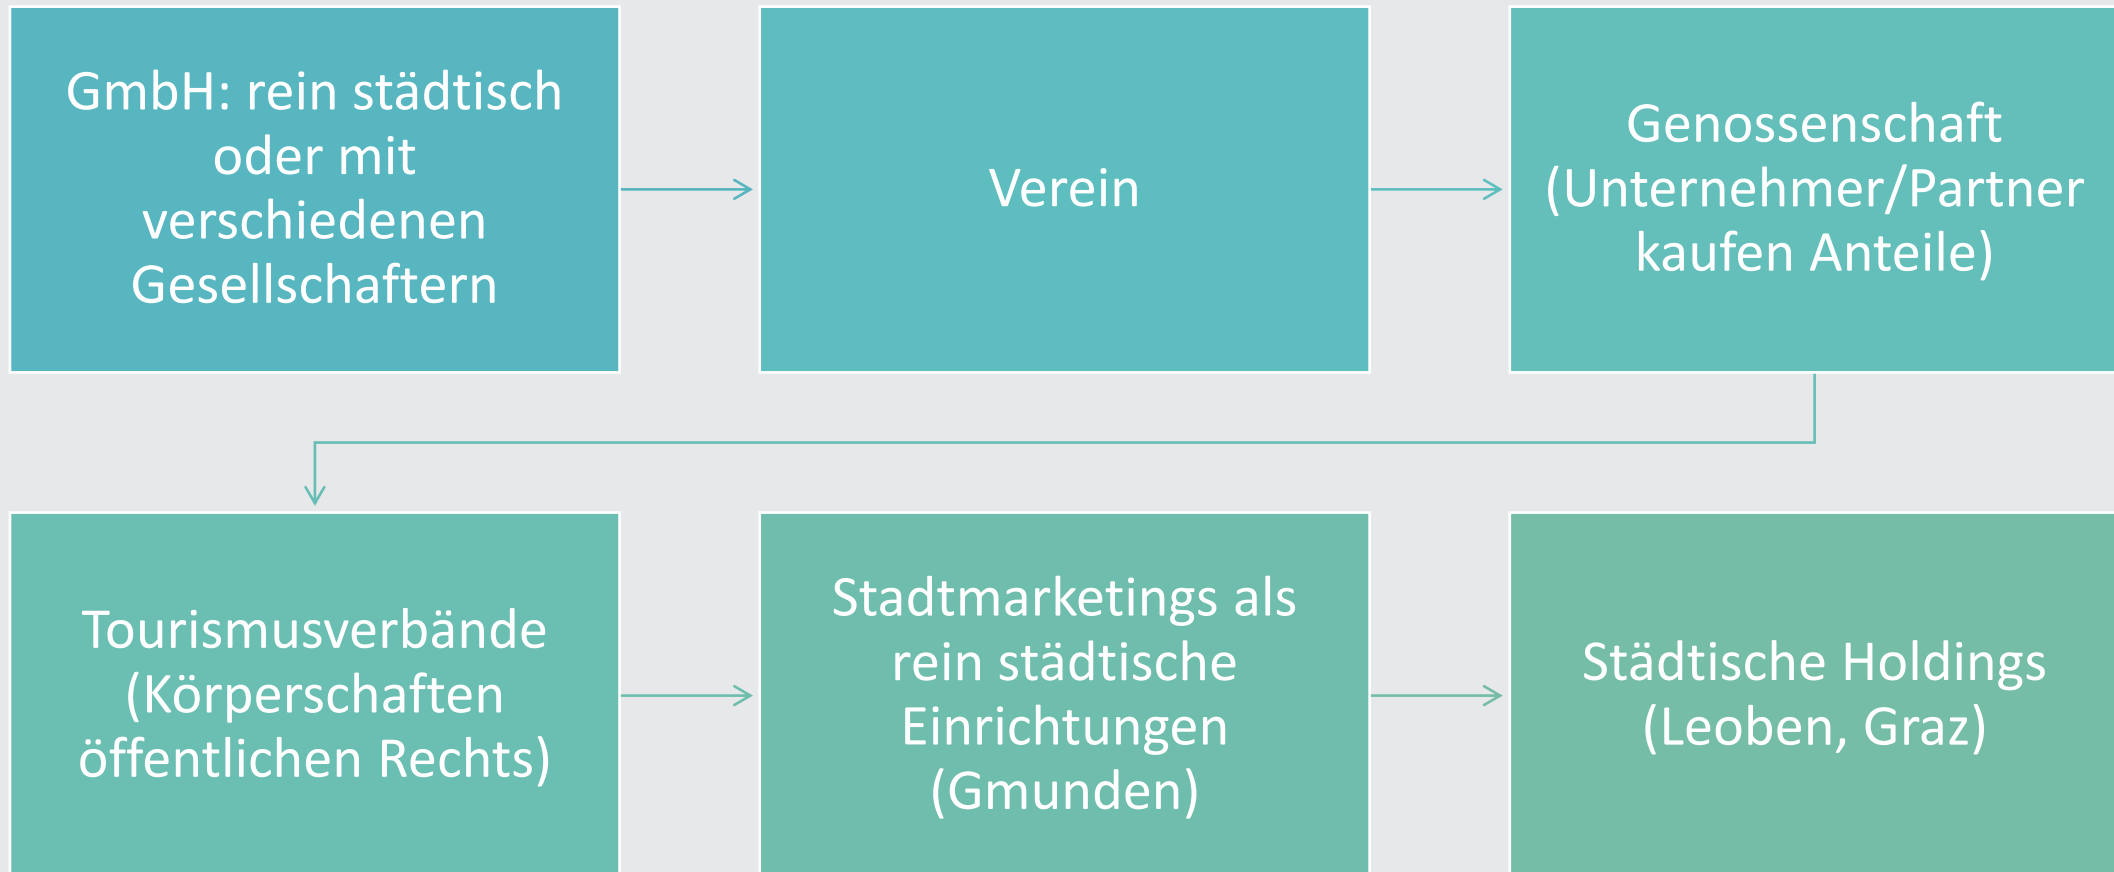 GmbH: rein städtisch
oder mit
verschiedenen
Gesellschaftern
Verein
Genossenschaft
(Unternehmer/Partner
kaufen Anteile)
Tourismusverbände
(Körperschaften
öffentlichen Rechts)
Stadtmarketings als
rein städtische
Einrichtungen
(Gmunden)
Städtische Holdings
(Leoben, Graz)